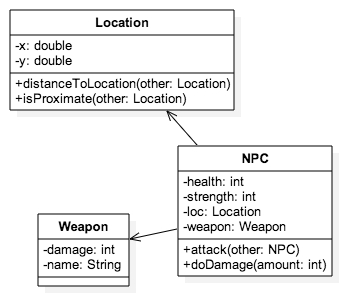 Location
-x: double
-y: double
+distanceToLocation(other: Location)
+isProximate(other: Location)
NPC
-health: int
-strength: int
-loc: Location
-weapon: Weapon
+attack(other: NPC)
+doDamage(amount: int)
Weapon
-damage: int
-name: String